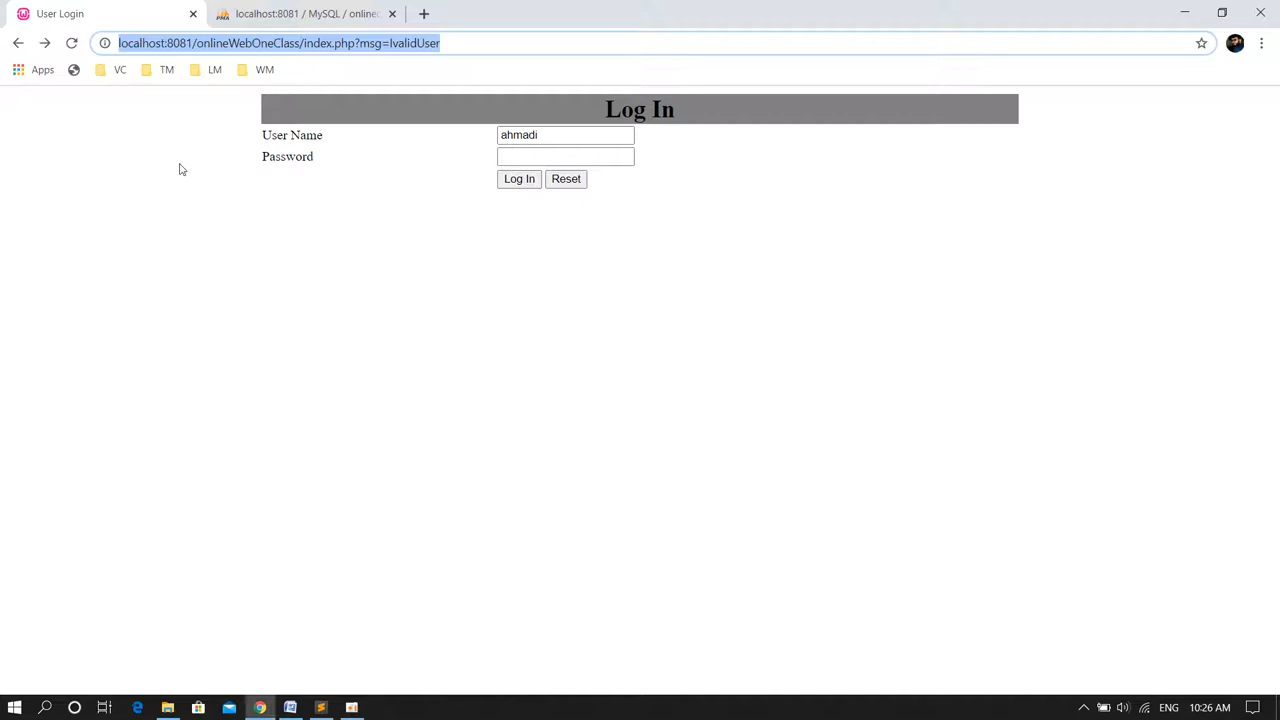 User Login
localhost:8081 / MySQL / onlinec
localhost:8081/onlineWebOneClass/index.php?msg=IvalidUser
Apps
VC
TM
LM
WM
Log In
User Name
ahmadi
Password
Log In
Reset
ENG
10:26 AM